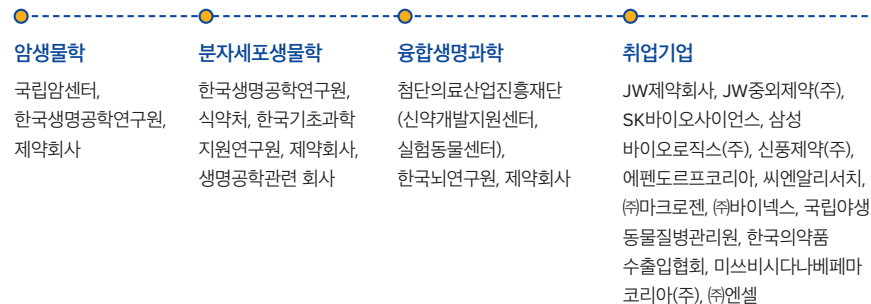 암생물학
국립암센터,
한국생명공학연구원,
제약회사
분자세포생물학
한국생명공학연구원,
식약처, 한국기초과학
지원연구원, 제약회사,
생명공학관련 회사
융합생명과학
첨단의료산업진흥재단
(신약개발지원센터,
실험동물센터),
한국뇌연구원, 제약회사
취업기업
JW제약회사, JW중외제약(주),
SK바이오사이언스, 삼성
바이오로직스(주), 신풍제약(주),
에펜도르프코리아, 씨엔알리서치,
㈜마크로젠, ㈜바이넥스, 국립야생
동물질병관리원, 한국의약품
수출입협회, 미쓰비시다나베페마
코리아(주), ㈜엔셀